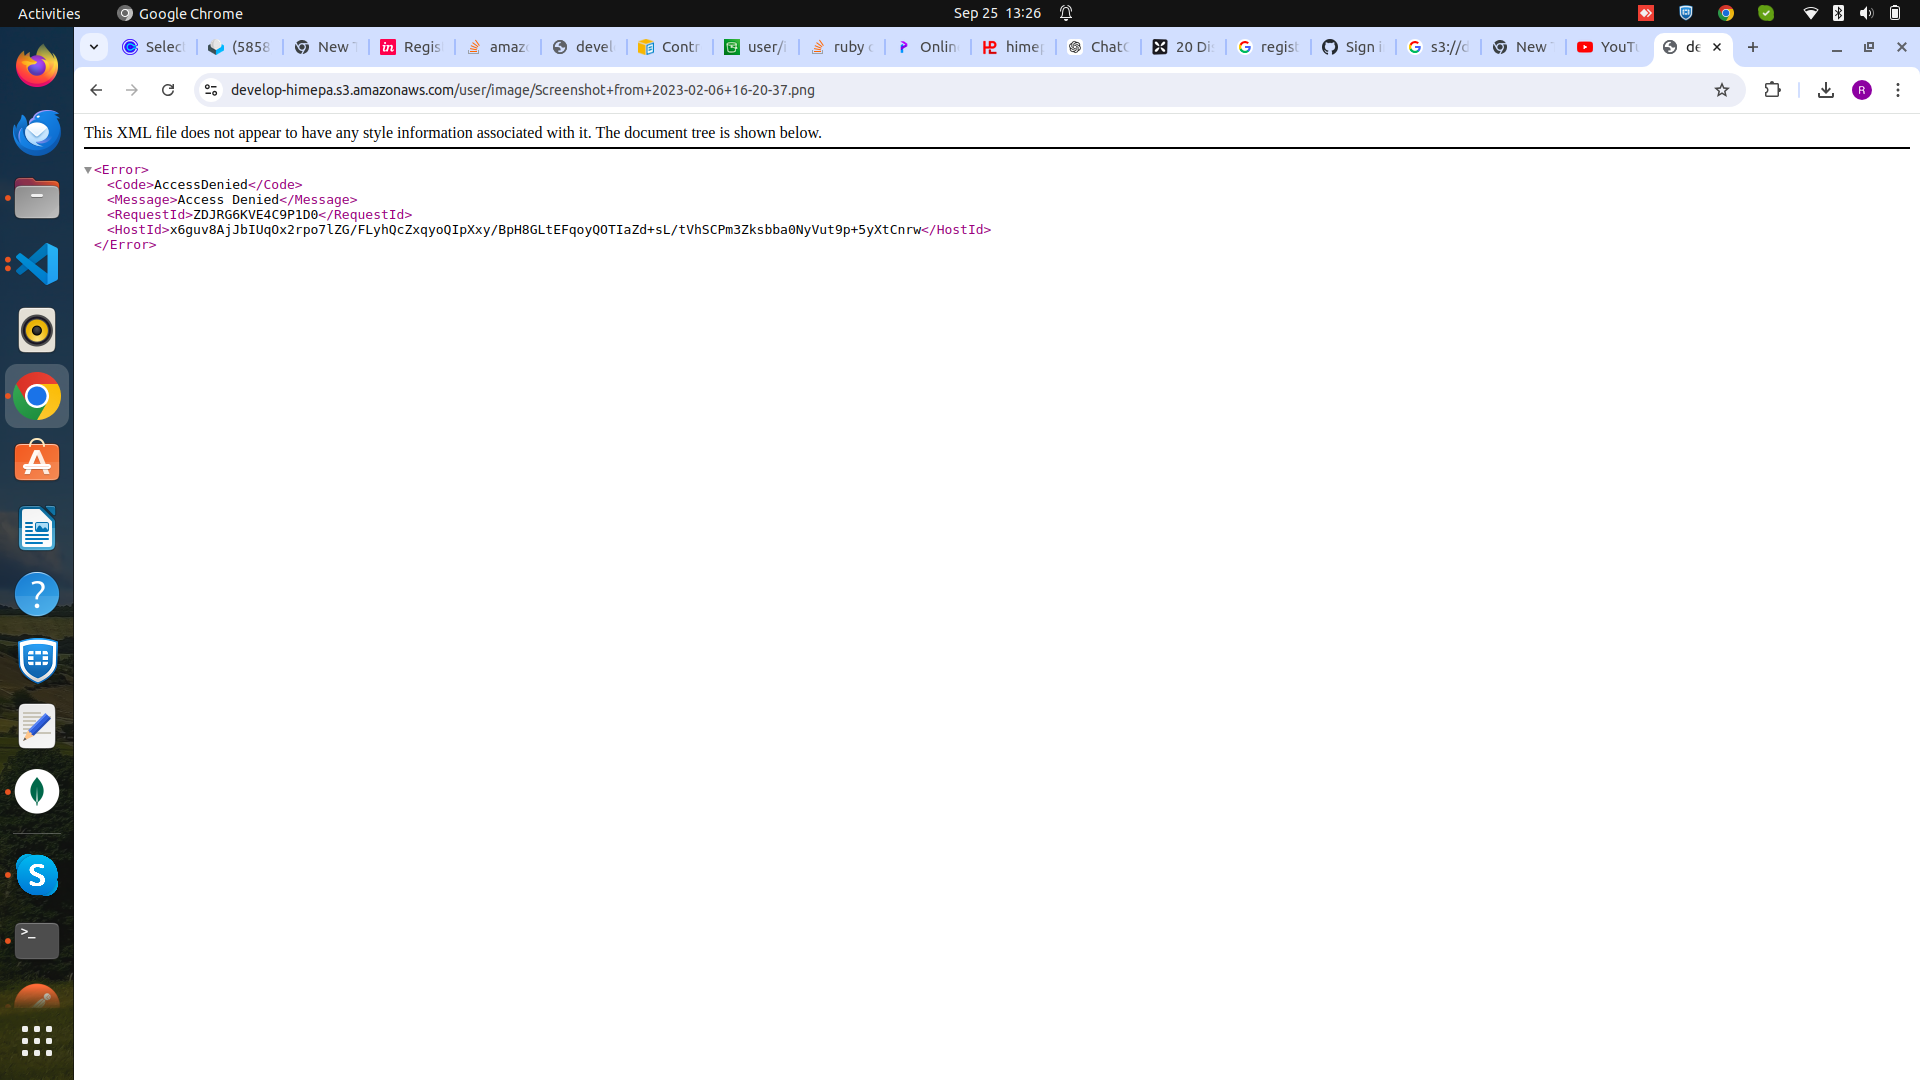 Activities
Google Chrome
Sep 25 13:26
Select
(5858
New T
Regis
amazo
devel
Contr
user/i
ruby c
Onlin
himep
ChatG
20 Di
regist
Sign i
s3://d
New T
YouTu
de
develop-himepa.s3.amazonaws.com/user/image/Screenshot+from+2023-02-06+16-20-37.png
R
This XML file does not appear to have any style information associated with it. The document tree is shown below.
<Error>
<Code>AccessDenied</Code>
<Message>Access Denied</Message>
<RequestId>ZDJRG6KVE4C9P1D0</RequestId>
<HostId>x6guv8AjJbIUqOx2rpo7lZG/FLyhQcZxqyoQIpXxy/BpH8GLtEFqoyQOTIaZd+sL/tVhSCPm3Zksbba0NyVut9p+5yXtCnrw</HostId>
</Error>